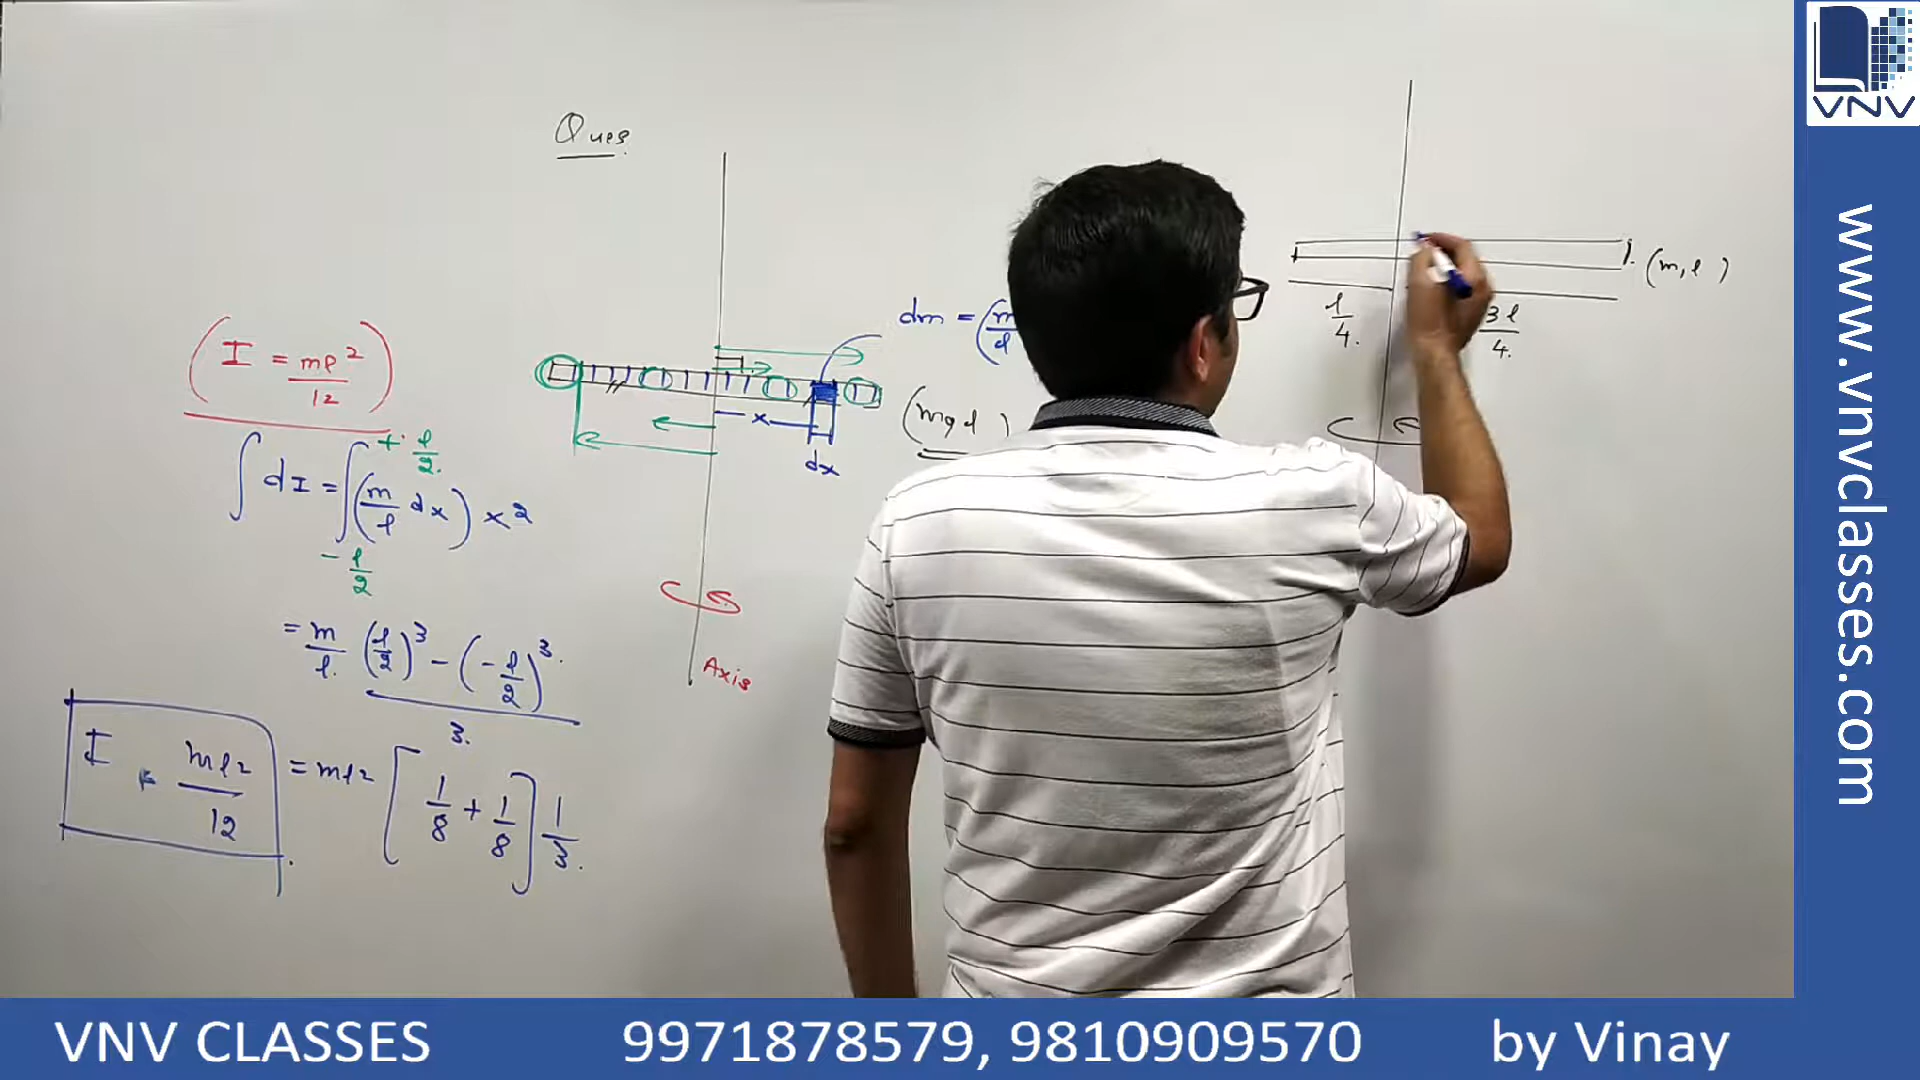 Ques
(I = ml²/12)
∫ dI = ∫ (m/l dx) x²
+ l/2
- l/2
= m/l (l/2)³ - (-l/2)³ / 3.
I = ml²/12 = ml² [1/8 + 1/8] 1/3.
x
dx
Axis
dm = (m/l
(m, l)
l/4.
3l/4.
(m, l)
VNV
www.vnvclasses.com
VNV CLASSES 9971878579, 9810909570 by Vinay